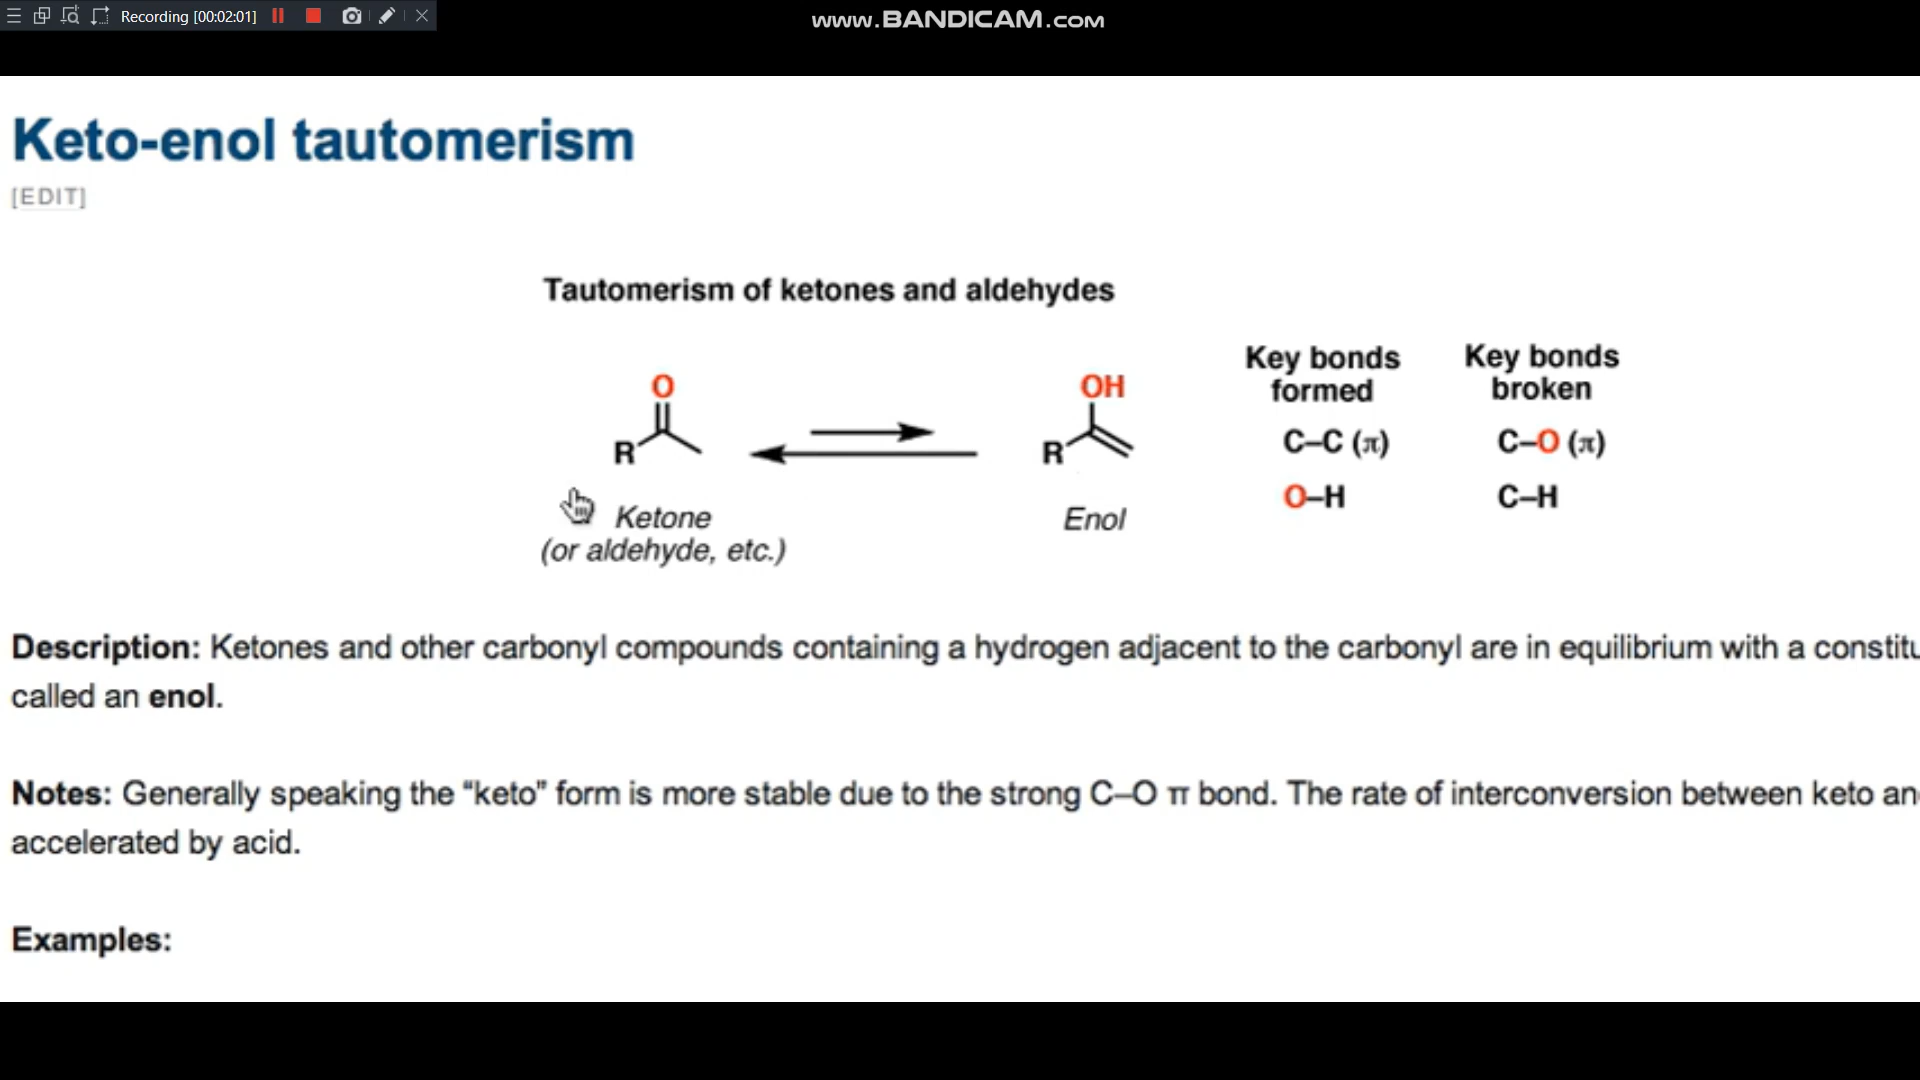 Recording [00:02:01]
www.BANDICAM.com
Keto-enol tautomerism
[EDIT]
Tautomerism of ketones and aldehydes
Key bonds formed
Key bonds broken
O
OH
R
R
C–C (π)
C–O (π)
O–H
C–H
Ketone
(or aldehyde, etc.)
Enol
Description: Ketones and other carbonyl compounds containing a hydrogen adjacent to the carbonyl are in equilibrium with a constitu
called an enol.
Notes: Generally speaking the “keto” form is more stable due to the strong C–O π bond. The rate of interconversion between keto an
accelerated by acid.
Examples: